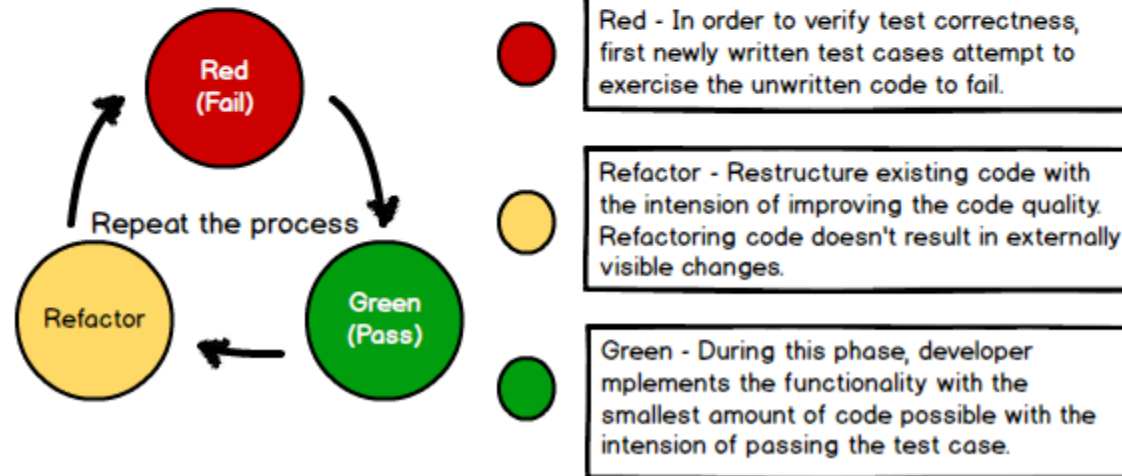 Red
(Fail)
Repeat the process
Refactor
Green
(Pass)
Red - In order to verify test correctness,
first newly written test cases attempt to
exercise the unwritten code to fail.
Refactor - Restructure existing code with
the intension of improving the code quality.
Refactoring code doesn't result in externally
visible changes.
Green - During this phase, developer
mplements the functionality with the
smallest amount of code possible with the
intension of passing the test case.